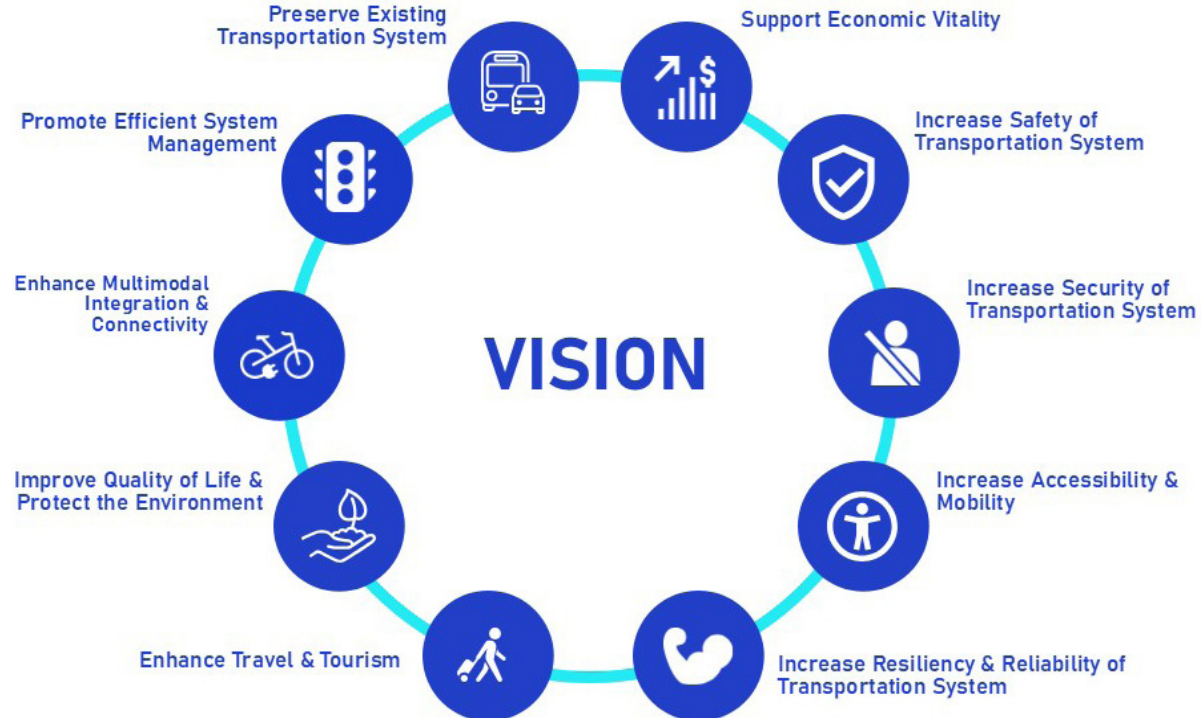 Preserve Existing
Transportation System
Support Economic Vitality
Promote Efficient System
Management
Increase Safety of
Transportation System
Enhance Multimodal
Integration &
Connectivity
Increase Security of
Transportation System
VISION
$
Improve Quality of Life &
Protect the Environment
Increase Accessibility &
Mobility
Enhance Travel & Tourism
Increase Resiliency & Reliability of
Transportation System